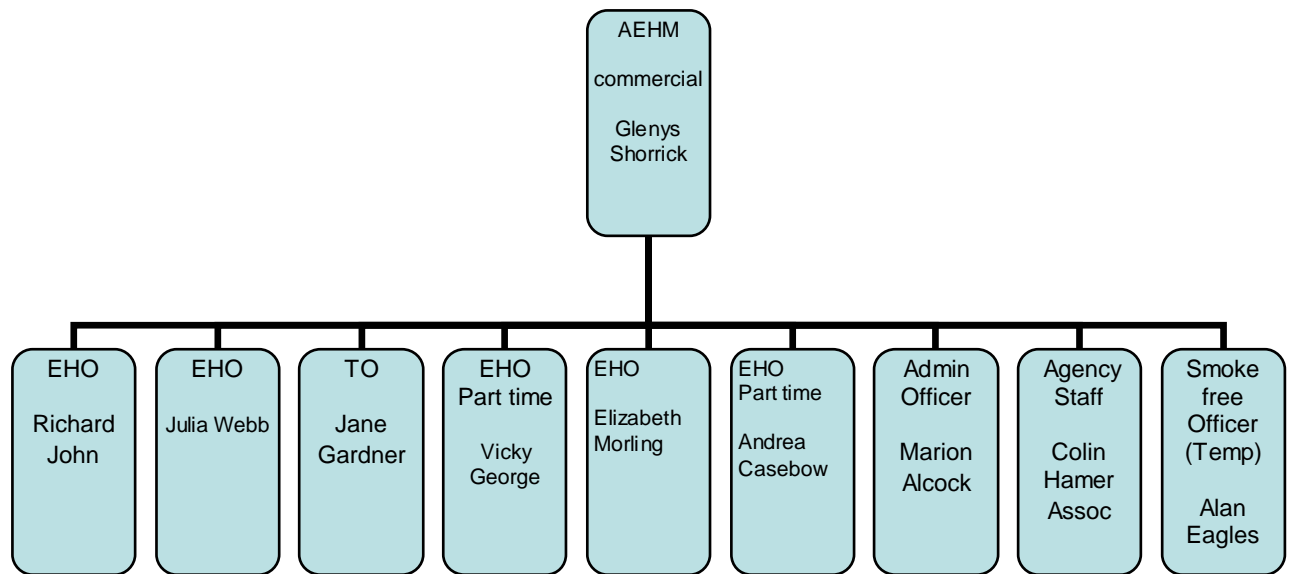 AEHM
commercial
Glenys
Shorrick
EHO
Richard
John
EHO
Julia Webb
TO
Jane
Gardner
EHO
Part time
Vicky
George
EHO
Elizabeth
Morling
EHO
Part time
Andrea
Casebow
Admin
Officer
Marion
Alcock
Agency
Staff
Colin
Hamer
Assoc
Smoke
free
Officer
(Temp)
Alan
Eagles